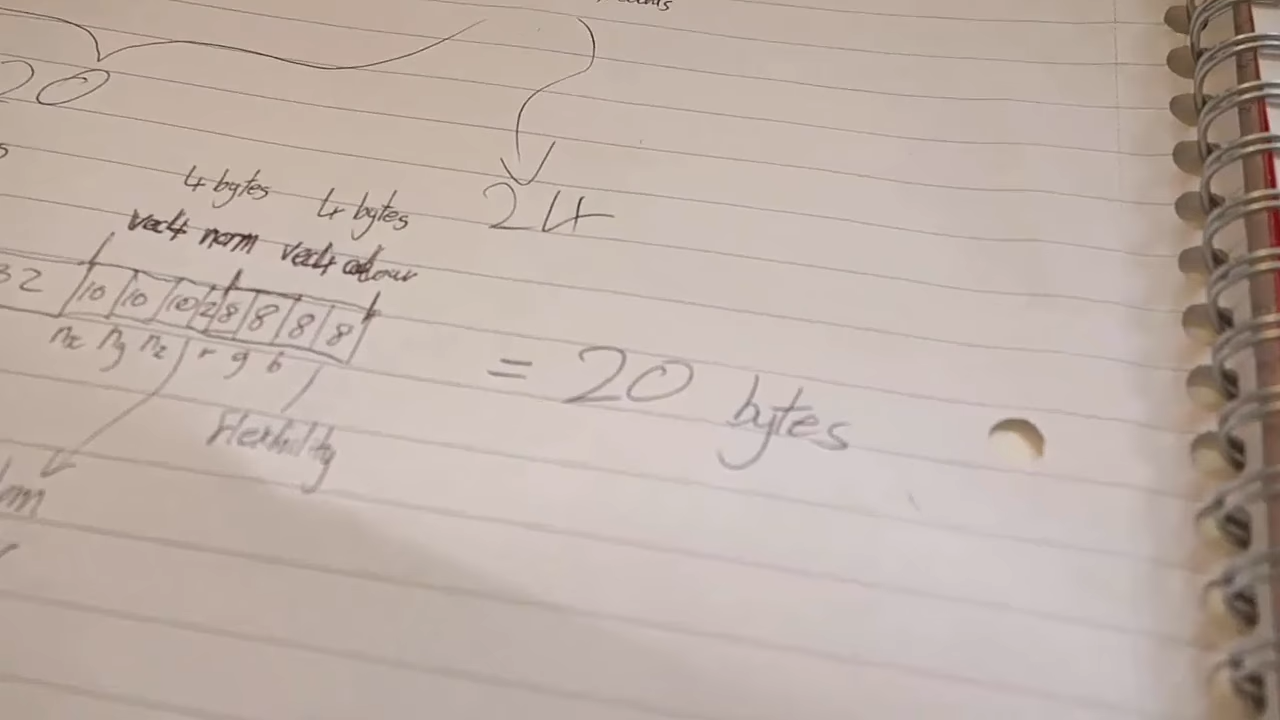 20
4 bytes 4 bytes 24
vec4 norm vec4 colour
32 10 10 10 2 8 8 8 8
nx ny nz r g b = 20 bytes
Flexibility